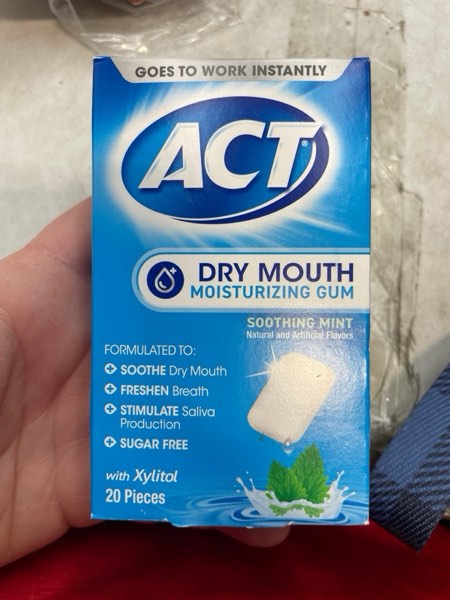 GOES TO WORK INSTANTLY
ACT®
DRY MOUTH
MOISTURIZING GUM
SOOTHING MINT
Natural and Artificial Flavors
FORMULATED TO:
SOOTHE Dry Mouth
FRESHEN Breath
STIMULATE Saliva
Production
SUGAR FREE
with Xylitol
20 Pieces